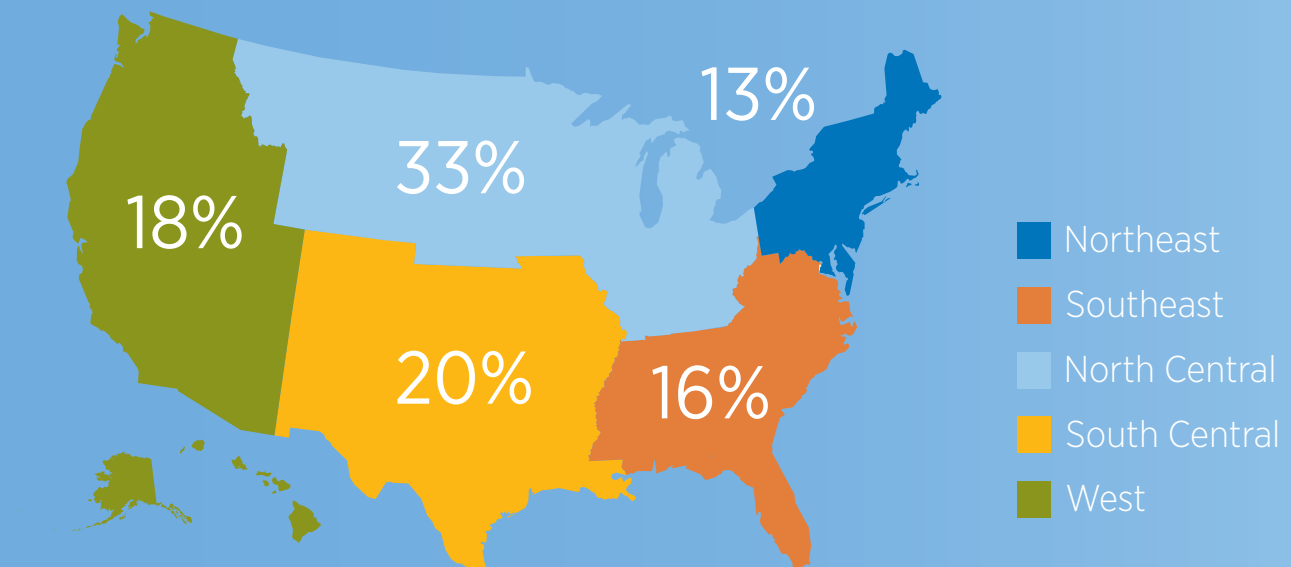 13%
33%
18%
20%
16%
Northeast
Southeast
North Central
South Central
West